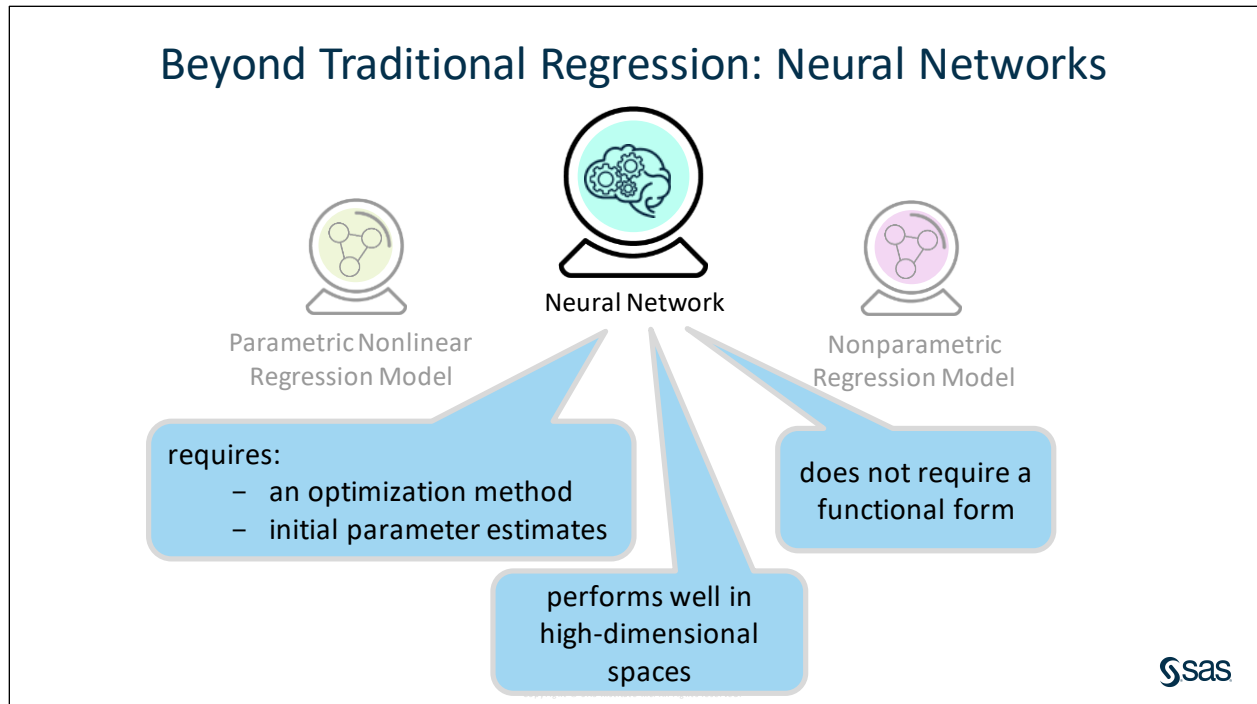 Beyond Traditional Regression: Neural Networks
Neural Network
Parametric Nonlinear
Regression Model
Nonparametric
Regression Model
requires:
– an optimization method
– initial parameter estimates
does not require a
functional form
performs well in
high-dimensional
spaces
sas